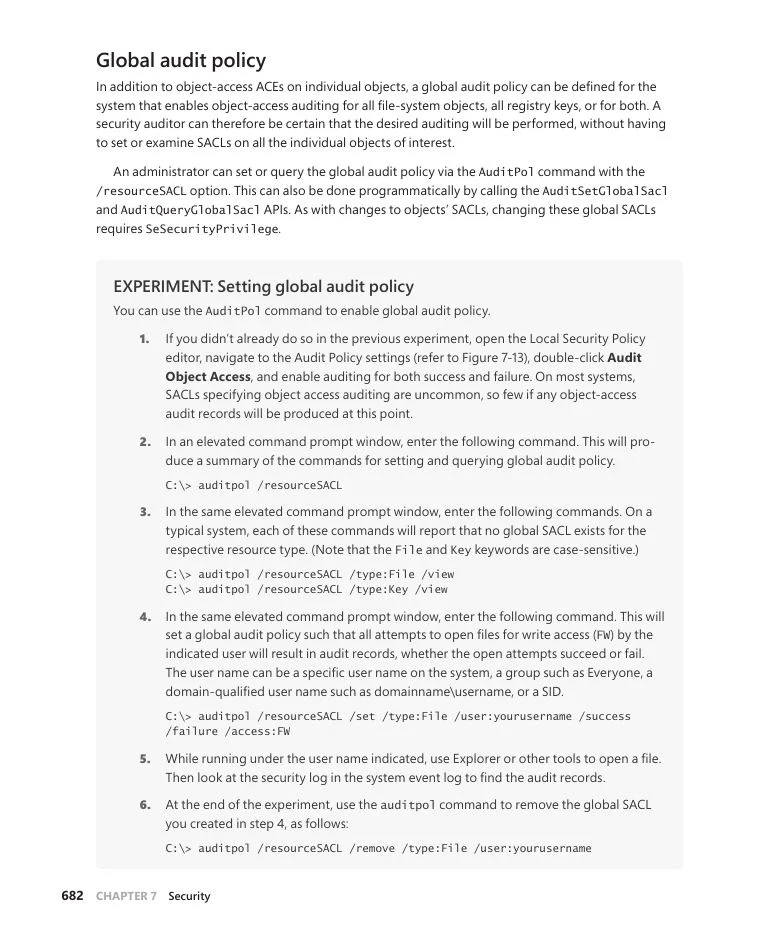 Global audit policy
In addition to object-access ACEs on individual objects, a global audit policy can be defined for the
system that enables object-access auditing for all file-system objects, all registry keys, or for both. A
security auditor can therefore be certain that the desired auditing will be performed, without having
to set or examine SACLs on all the individual objects of interest.
An administrator can set or query the global audit policy via the AuditPol command with the
/resourceSACL option. This can also be done programmatically by calling the AuditSetGlobalSacl
and AuditQueryGlobalSacl APIs. As with changes to objects’ SACLs, changing these global SACLs
requires SeSecurityPrivilege.
EXPERIMENT: Setting global audit policy
You can use the AuditPol command to enable global audit policy.
1. If you didn’t already do so in the previous experiment, open the Local Security Policy
editor, navigate to the Audit Policy settings (refer to Figure 7-13), double-click Audit
Object Access, and enable auditing for both success and failure. On most systems,
SACLs specifying object access auditing are uncommon, so few if any object-access
audit records will be produced at this point.
2. In an elevated command prompt window, enter the following command. This will pro-
duce a summary of the commands for setting and querying global audit policy.
C:\> auditpol /resourceSACL
3. In the same elevated command prompt window, enter the following commands. On a
typical system, each of these commands will report that no global SACL exists for the
respective resource type. (Note that the File and Key keywords are case-sensitive.)
C:\> auditpol /resourceSACL /type:File /view
C:\> auditpol /resourceSACL /type:Key /view
4. In the same elevated command prompt window, enter the following command. This will
set a global audit policy such that all attempts to open files for write access (FW) by the
indicated user will result in audit records, whether the open attempts succeed or fail.
The user name can be a specific user name on the system, a group such as Everyone, a
domain-qualified user name such as domainname\username, or a SID.
C:\> auditpol /resourceSACL /set /type:File /user:yourusername /success
/failure /access:FW
5. While running under the user name indicated, use Explorer or other tools to open a file.
Then look at the security log in the system event log to find the audit records.
6. At the end of the experiment, use the auditpol command to remove the global SACL
you created in step 4, as follows:
C:\> auditpol /resourceSACL /remove /type:File /user:yourusername
682 CHAPTER 7 Security